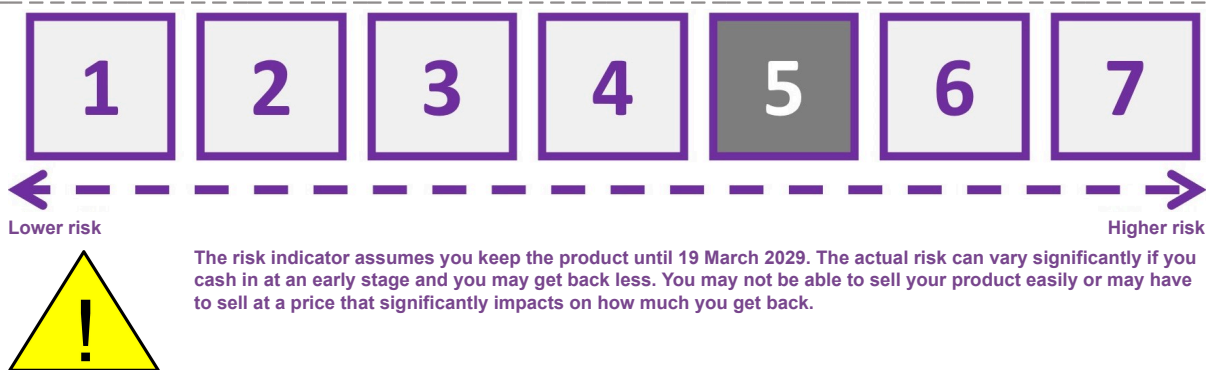 1 2 3 4 5 6 7
Lower risk Higher risk
The risk indicator assumes you keep the product until 19 March 2029. The actual risk can vary significantly if you
cash in at an early stage and you may get back less. You may not be able to sell your product easily or may have
to sell at a price that significantly impacts on how much you get back.
!